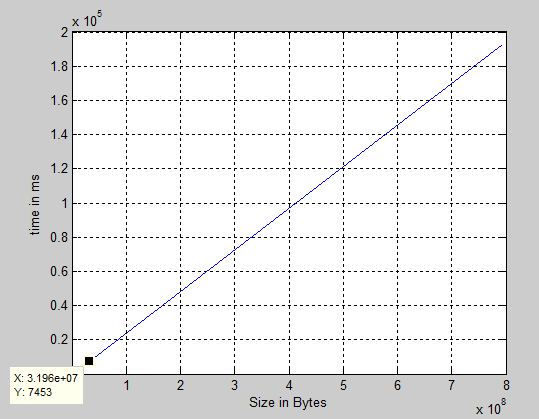 x 10^5
2
1.8
1.6
1.4
1.2
1
0.8
0.6
0.4
0.2
time in ms
X: 3.196e+07
Y: 7453
1 2 3 4 5 6 7 8
Size in Bytes
x 10^8